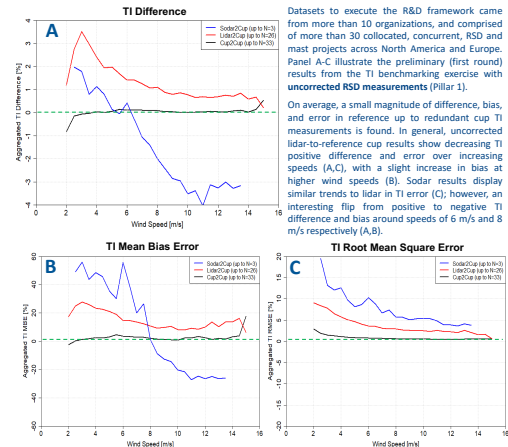 TI Difference
A
Sodar2Cup (up to N=3)
Lidar2Cup (up to N=26)
Cup2Cup (up to N=33)
Aggregated TI Difference [%]
4
3
2
1
0
-1
-2
-3
-4
0
2
4
6
8
10
12
14
16
Wind Speed [m/s]
Datasets to execute the R&D framework came
from more than 10 organizations, and comprised
of more than 30 collocated, concurrent, RSD and
mast projects across North America and Europe.
Panel A-C illustrate the preliminary (first round)
results from the TI benchmarking exercise with
uncorrected RSD measurements (Pillar 1).
On average, a small magnitude of difference, bias,
and error in reference up to redundant cup TI
measurements is found. In general, uncorrected
lidar-to-reference cup results show decreasing TI
positive difference and error over increasing
speeds (A,C), with a slight increase in bias at
higher wind speeds (B). Sodar results display
similar trends to lidar in TI error (C); however, an
interesting flip from positive to negative TI
difference and bias around speeds of 6 m/s and 8
m/s respectively (A,B).
TI Mean Bias Error
B
Sodar2Cup (up to N=3)
Lidar2Cup (up to N=26)
Cup2Cup (up to N=33)
Aggregated TI MBE [%]
60
40
20
0
-20
-40
-60
0
2
4
6
8
10
12
14
16
Wind Speed [m/s]
TI Root Mean Square Error
C
Sodar2Cup (up to N=3)
Lidar2Cup (up to N=26)
Cup2Cup (up to N=33)
Aggregated TI RMSE [%]
20
15
10
5
0
-5
-10
-15
-20
0
2
4
6
8
10
12
14
16
Wind Speed [m/s]